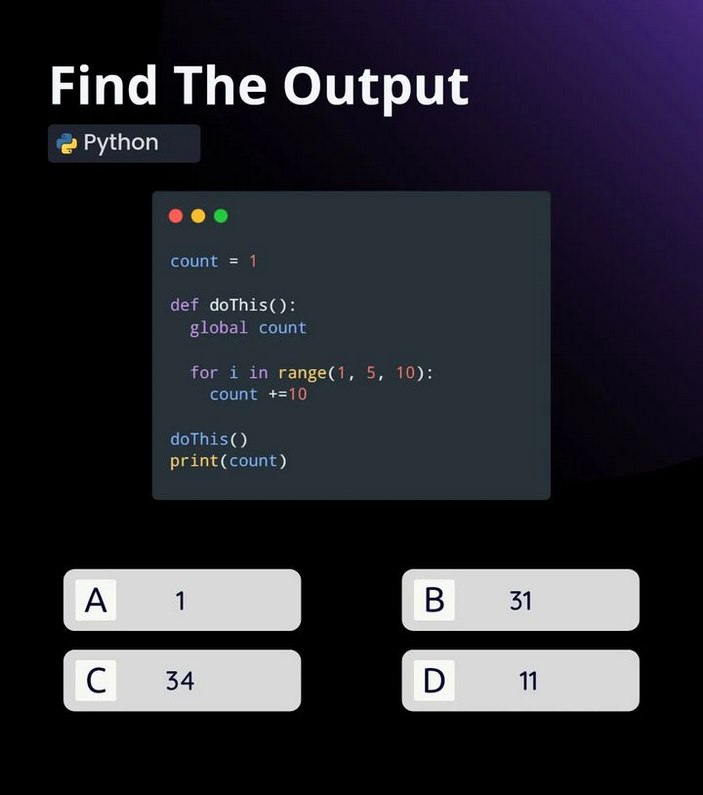 Find The Output
Python
count = 1
def doThis():
  global count
  for i in range(1, 5, 10):
    count +=10
doThis()
print(count)
A 1
B 31
C 34
D 11